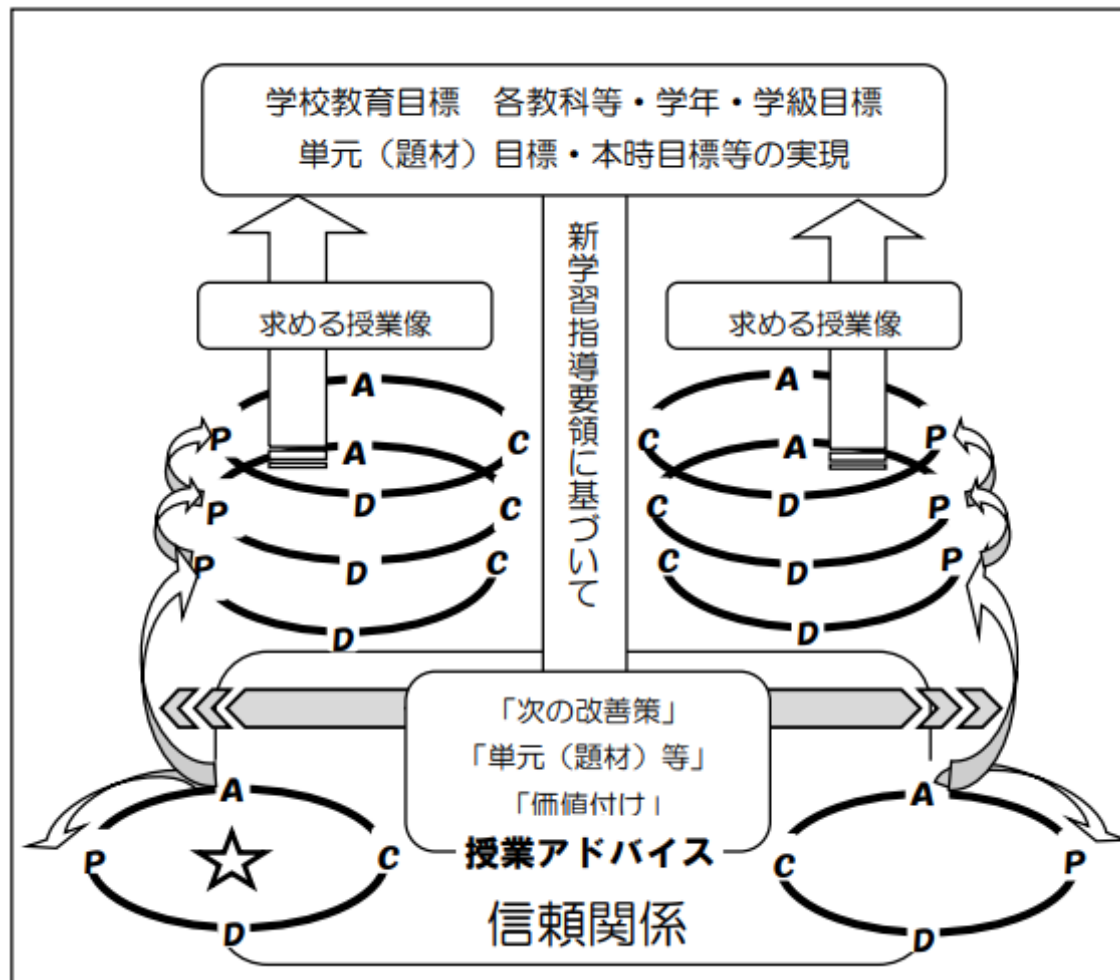 学校教育目標　各教科等・学年・学級目標
単元（題材）目標・本時目標等の実現
新学習指導要領に基づいて
求める授業像
求める授業像
A
P
C
A
D
P
C
D
P
C
D
A
C
P
A
D
C
P
D
C
P
D
「次の改善策」
「単元（題材）等」
「価値付け」
授業アドバイス
信頼関係
A
P
C
D
A
C
P
D